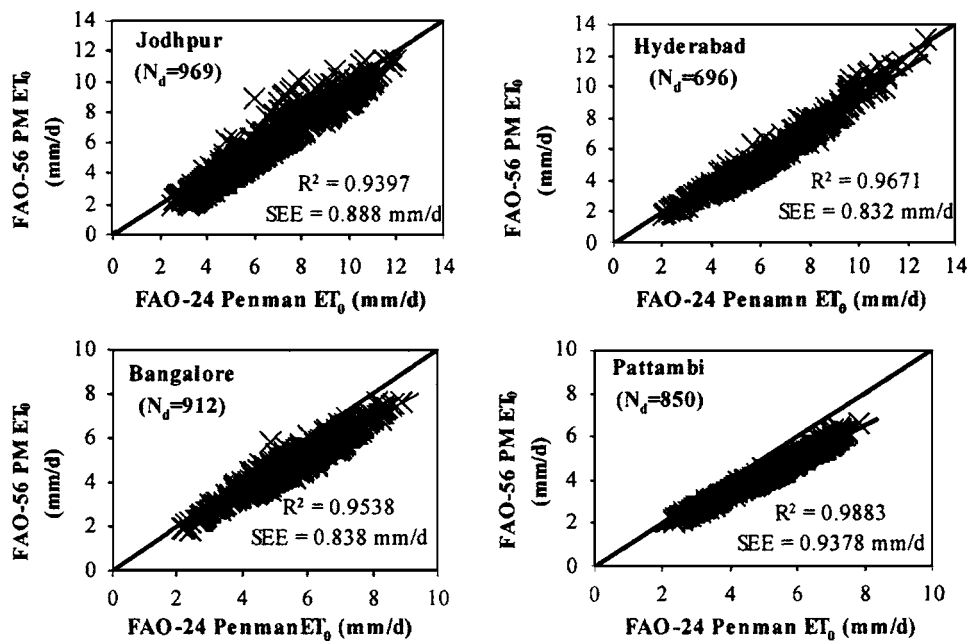 FAO-56 PM ET₀
(mm/d)
14
12
10
8
6
4
2
0
Jodhpur
(N_d=969)
R² = 0.9397
SEE = 0.888 mm/d
0 2 4 6 8 10 12 14
FAO-24 Penman ET₀ (mm/d)
FAO-56 PM ET₀
(mm/d)
14
12
10
8
6
4
2
0
Hyderabad
(N_d=696)
R² = 0.9671
SEE = 0.832 mm/d
0 2 4 6 8 10 12 14
FAO-24 Penamn ET₀ (mm/d)
FAO-56 PM ET₀
(mm/d)
10
8
6
4
2
0
Bangalore
(N_d=912)
R² = 0.9538
SEE = 0.838 mm/d
0 2 4 6 8 10
FAO-24 PenmanET₀ (mm/d)
FAO-56 PM ET₀
(mm/d)
10
8
6
4
2
0
Pattambi
(N_d=850)
R² = 0.9883
SEE = 0.9378 mm/d
0 2 4 6 8 10
FAO-24 Penman ET₀ (mm/d)